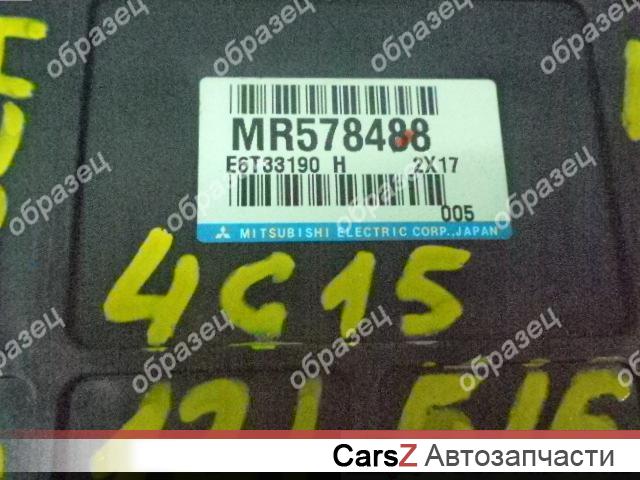 MR578488
E6T33190 H 2X17
005
MITSUBISHI ELECTRIC CORP., JAPAN
4G15
образец
образец
образец
образец
образец
образец
образец
образец
образец
CarsZ Автозапчасти